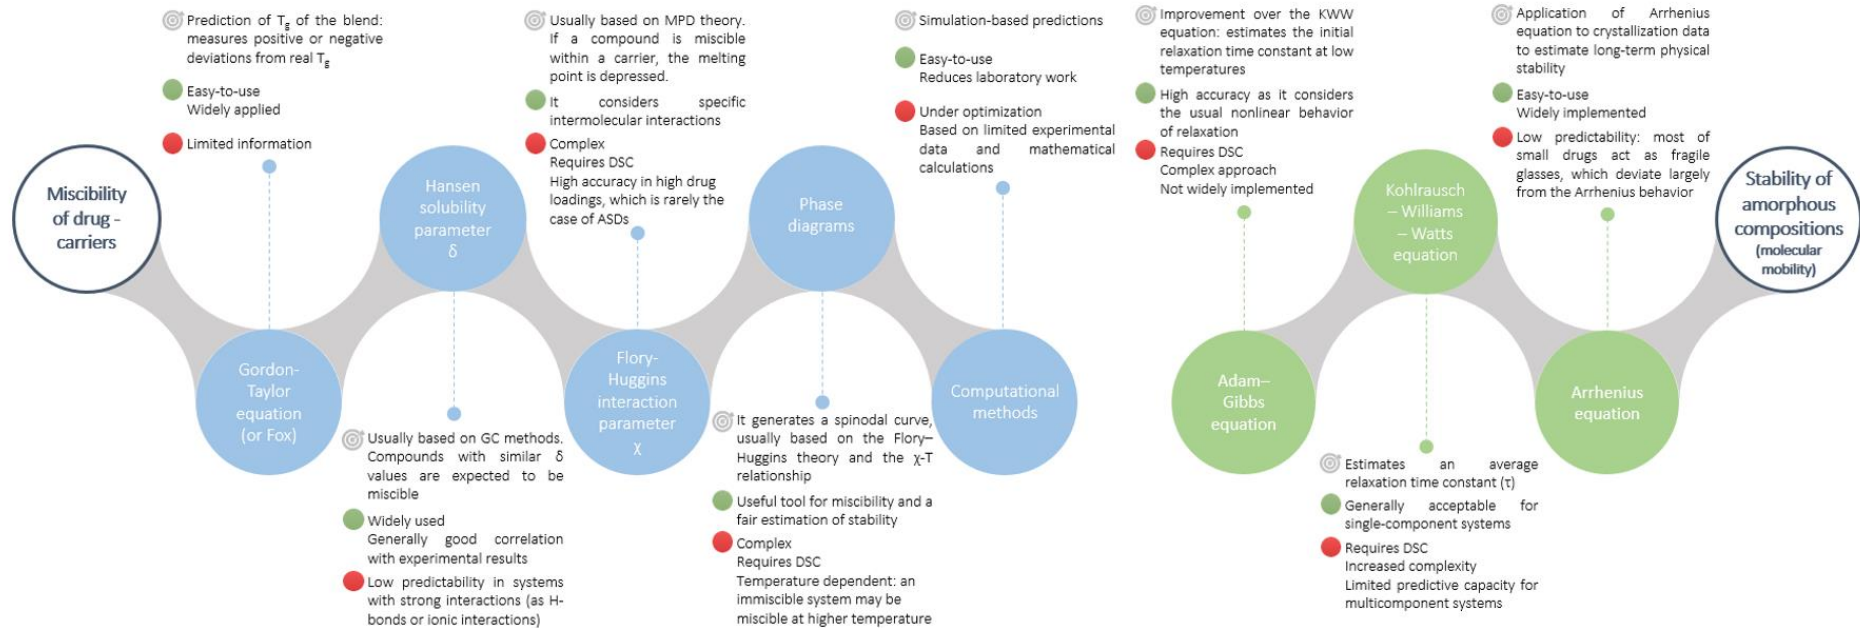 Miscibility
of drug -
carriers
Prediction of Tg of the blend:
measures positive or negative
deviations from real Tg
Easy-to-use
Widely applied
Limited information
Gordon-
Taylor
equation
(or Fox)
Hansen
solubility
parameter
δ
Usually based on GC methods.
Compounds with similar δ
values are expected to be
miscible
Widely used
Generally good correlation
with experimental results
Low predictability in systems
with strong interactions (as H-
bonds or ionic interactions)
Usually based on MPD theory.
If a compound is miscible
within a carrier, the melting
point is depressed.
It considers specific
intermolecular interactions
Complex
Requires DSC
High accuracy in high drug
loadings, which is rarely the
case of ASDs
Flory-
Huggins
interaction
parameter
χ
Phase
diagrams
It generates a spinodal curve,
usually based on the Flory–
Huggins theory and the χ-T
relationship
Useful tool for miscibility and a
fair estimation of stability
Complex
Requires DSC
Temperature dependent: an
immiscible system may be
miscible at higher temperature
Simulation-based predictions
Easy-to-use
Reduces laboratory work
Under optimization
Based on limited experimental
data and mathematical
calculations
Computational
methods
Improvement over the KWW
equation: estimates the initial
relaxation time constant at low
temperatures
High accuracy as it considers
the usual nonlinear behavior
of relaxation
Requires DSC
Complex approach
Not widely implemented
Adam–
Gibbs
equation
Kohlrausch
– Williams
– Watts
equation
Estimates an average
relaxation time constant (τ)
Generally acceptable for
single-component systems
Requires DSC
Increased complexity
Limited predictive capacity for
multicomponent systems
Application of Arrhenius
equation to crystallization data
to estimate long-term physical
stability
Easy-to-use
Widely implemented
Low predictability: most of
small drugs act as fragile
glasses, which deviate largely
from the Arrhenius behavior
Arrhenius
equation
Stability of
amorphous
compositions
(molecular
mobility)